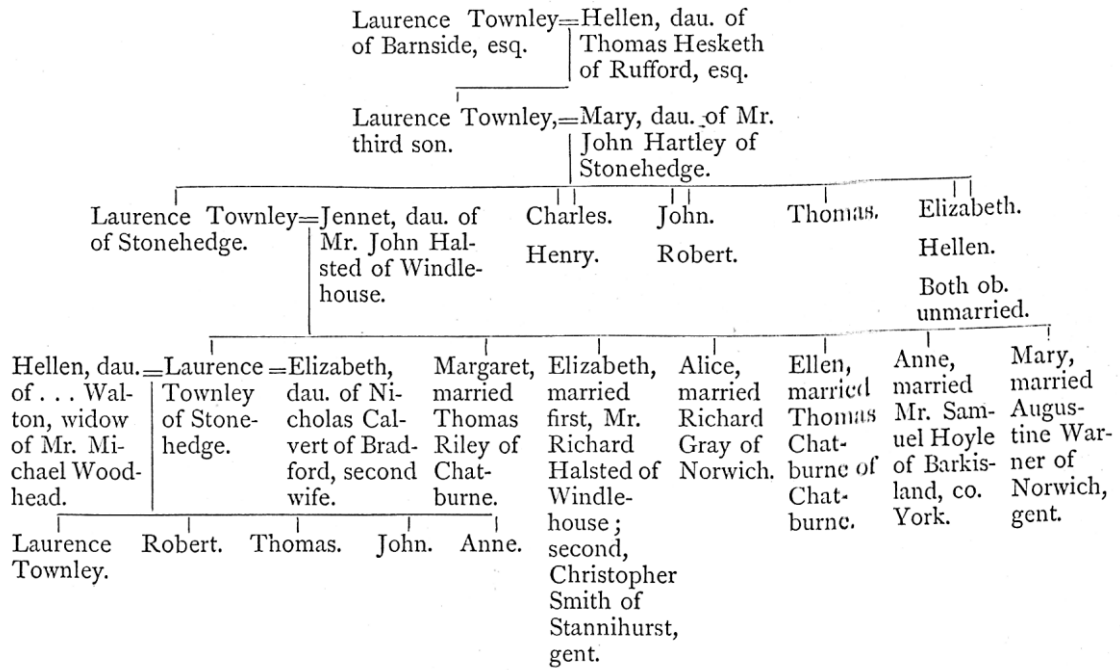 Laurence Townley=Hellen, dau. of
of Barnside, esq. Thomas Hesketh
of Rufford, esq.
Laurence Townley,=Mary, dau. of Mr.
third son. John Hartley of
Stonehedge.
Laurence Townley=Jennet, dau. of
of Stonehedge. Mr. John Hal-
sted of Windle-
house.
Charles.
Henry.
John.
Robert.
Thomas.
Elizabeth.
Hellen.
Both ob.
unmarried.
Hellen, dau.
of . . . Wal-
ton, widow
of Mr. Mi-
chael Wood-
head.
=Laurence=
Townley
of Stone-
hedge.
Elizabeth,
dau. of Ni-
cholas Cal-
vert of Brad-
ford, second
wife.
Margaret,
married
Thomas
Riley of
Chat-
burne.
Elizabeth,
married
first, Mr.
Richard
Halsted of
Windle-
house;
second,
Christopher
Smith of
Stannihurst,
gent.
Alice,
married
Richard
Gray of
Norwich.
Ellen,
married
Thomas
Chat-
burne of
Chat-
burne.
Anne,
married
Mr. Sam-
uel Hoyle
of Barkis-
land, co.
York.
Mary,
married
Augus-
tine War-
ner of
Norwich,
gent.
Laurence
Townley.
Robert.
Thomas.
John.
Anne.